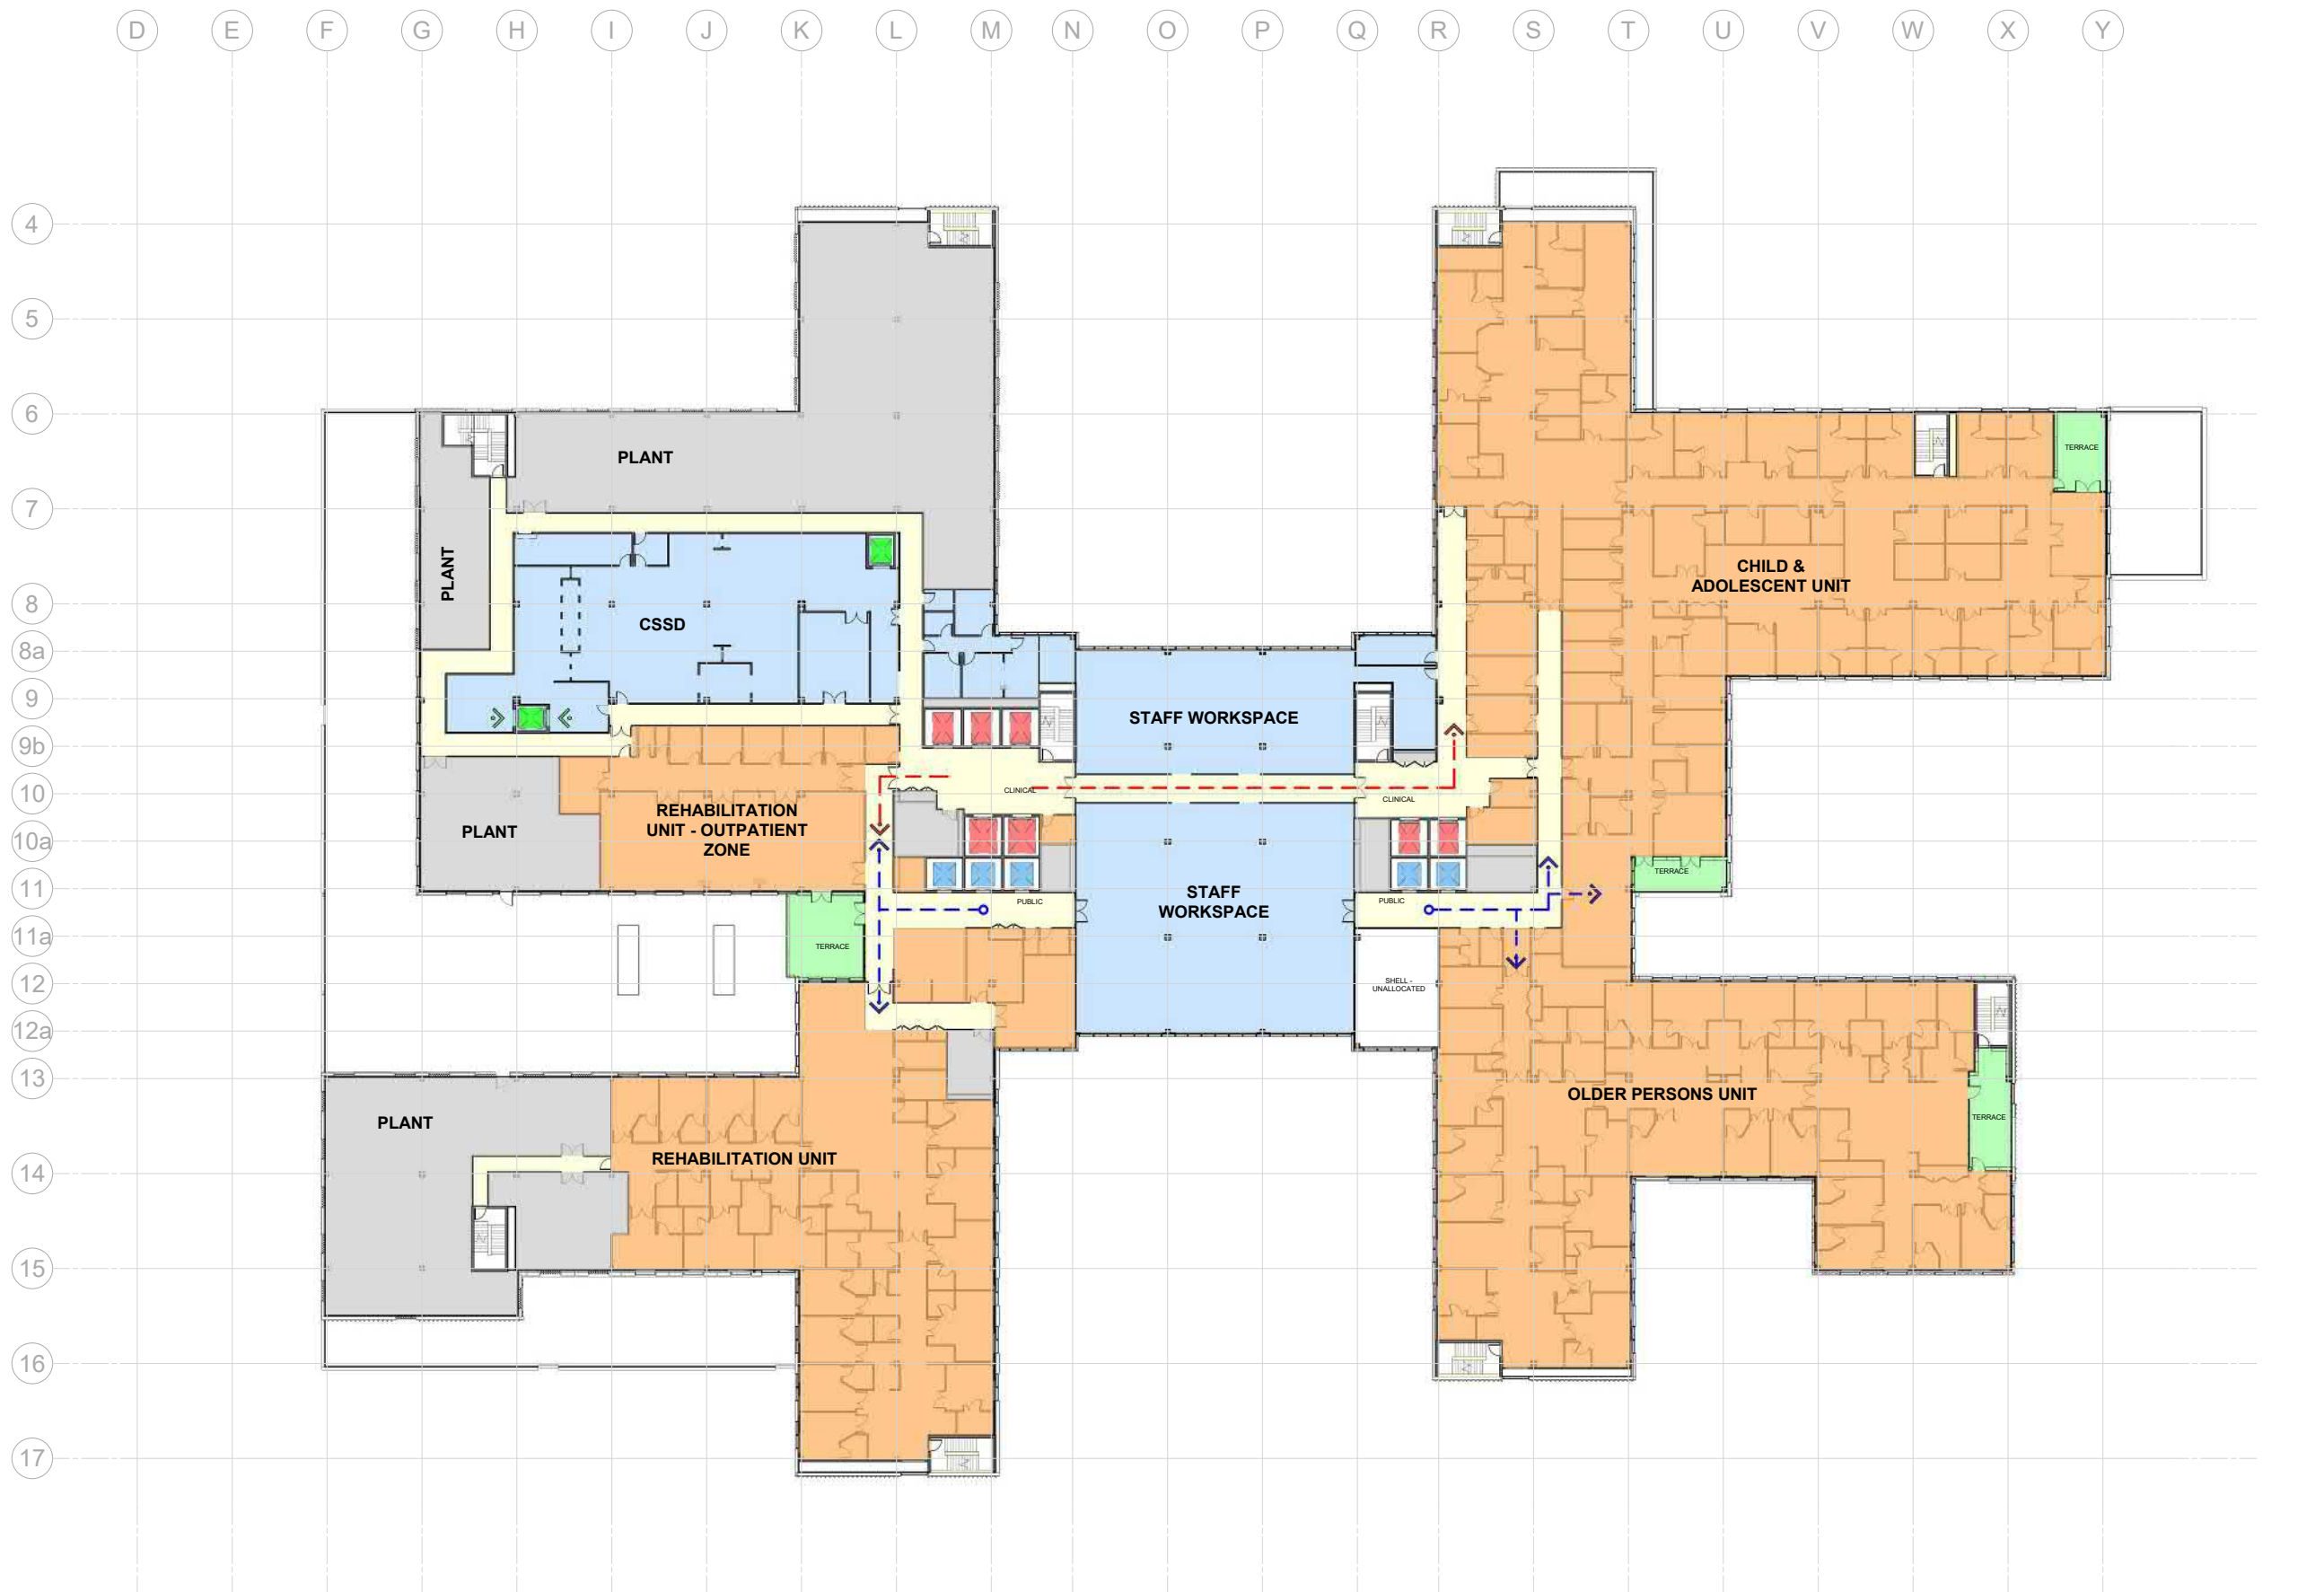 D E F G H I J K L M N O P Q R S T U V W X Y
4
5
6
TERRACE
PLANT
7
PLANT
CHILD &
ADOLESCENT UNIT
8
CSSD
8a
9
STAFF WORKSPACE
9b
CLINICAL
CLINICAL
10
REHABILITATION
UNIT - OUTPATIENT
ZONE
PLANT
10a
TERRACE
11
STAFF
WORKSPACE
PUBLIC
PUBLIC
11a
TERRACE
12
SHELL -
UNALLOCATED
12a
13
OLDER PERSONS UNIT
TERRACE
PLANT
REHABILITATION UNIT
14
15
16
17